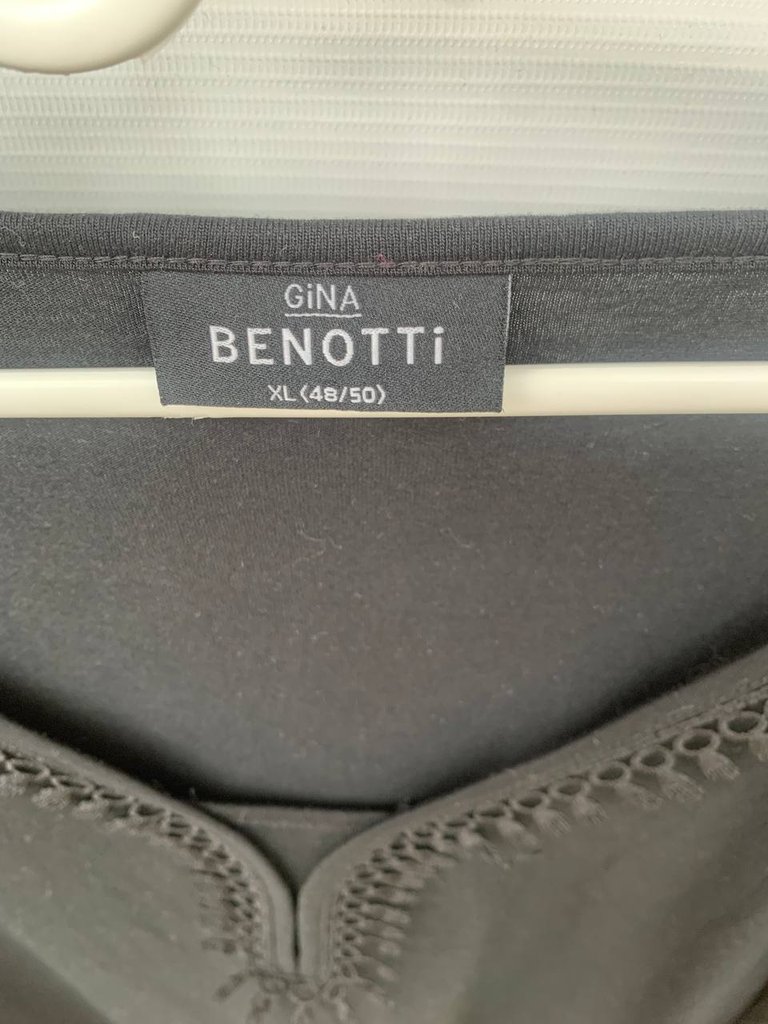 GiNA
BENOTTi
XL (48/50)